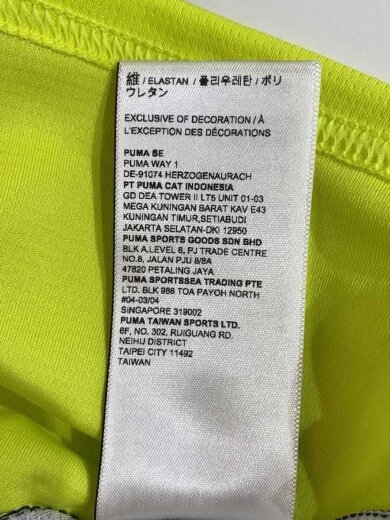 維 / ELASTAN / 폴리우레탄 / ポリ
ウレタン
EXCLUSIVE OF DECORATION / À
L'EXCEPTION DES DÉCORATIONS
PUMA SE
PUMA WAY 1
DE-91074 HERZOGENAURACH
PT PUMA CAT INDONESIA
GD DEA TOWER II LT5 UNIT 01-03
MEGA KUNINGAN BARAT KAV E43
KUNINGAN TIMUR,SETIABUDI
JAKARTA SELATAN-DKI 12950
PUMA SPORTS GOODS SDN BHD
BLK A,LEVEL 6, PJ TRADE CENTRE
NO.8, JALAN PJU 8/8A
47820 PETALING JAYA
PUMA SPORTSSEA TRADING PTE
LTD. BLK 988 TOA PAYOH NORTH
#04-03/04
SINGAPORE 319002
PUMA TAIWAN SPORTS LTD.
6F, NO. 302, RUIGUANG RD.
NEIHU DISTRICT
TAIPEI CITY 11492
TAIWAN